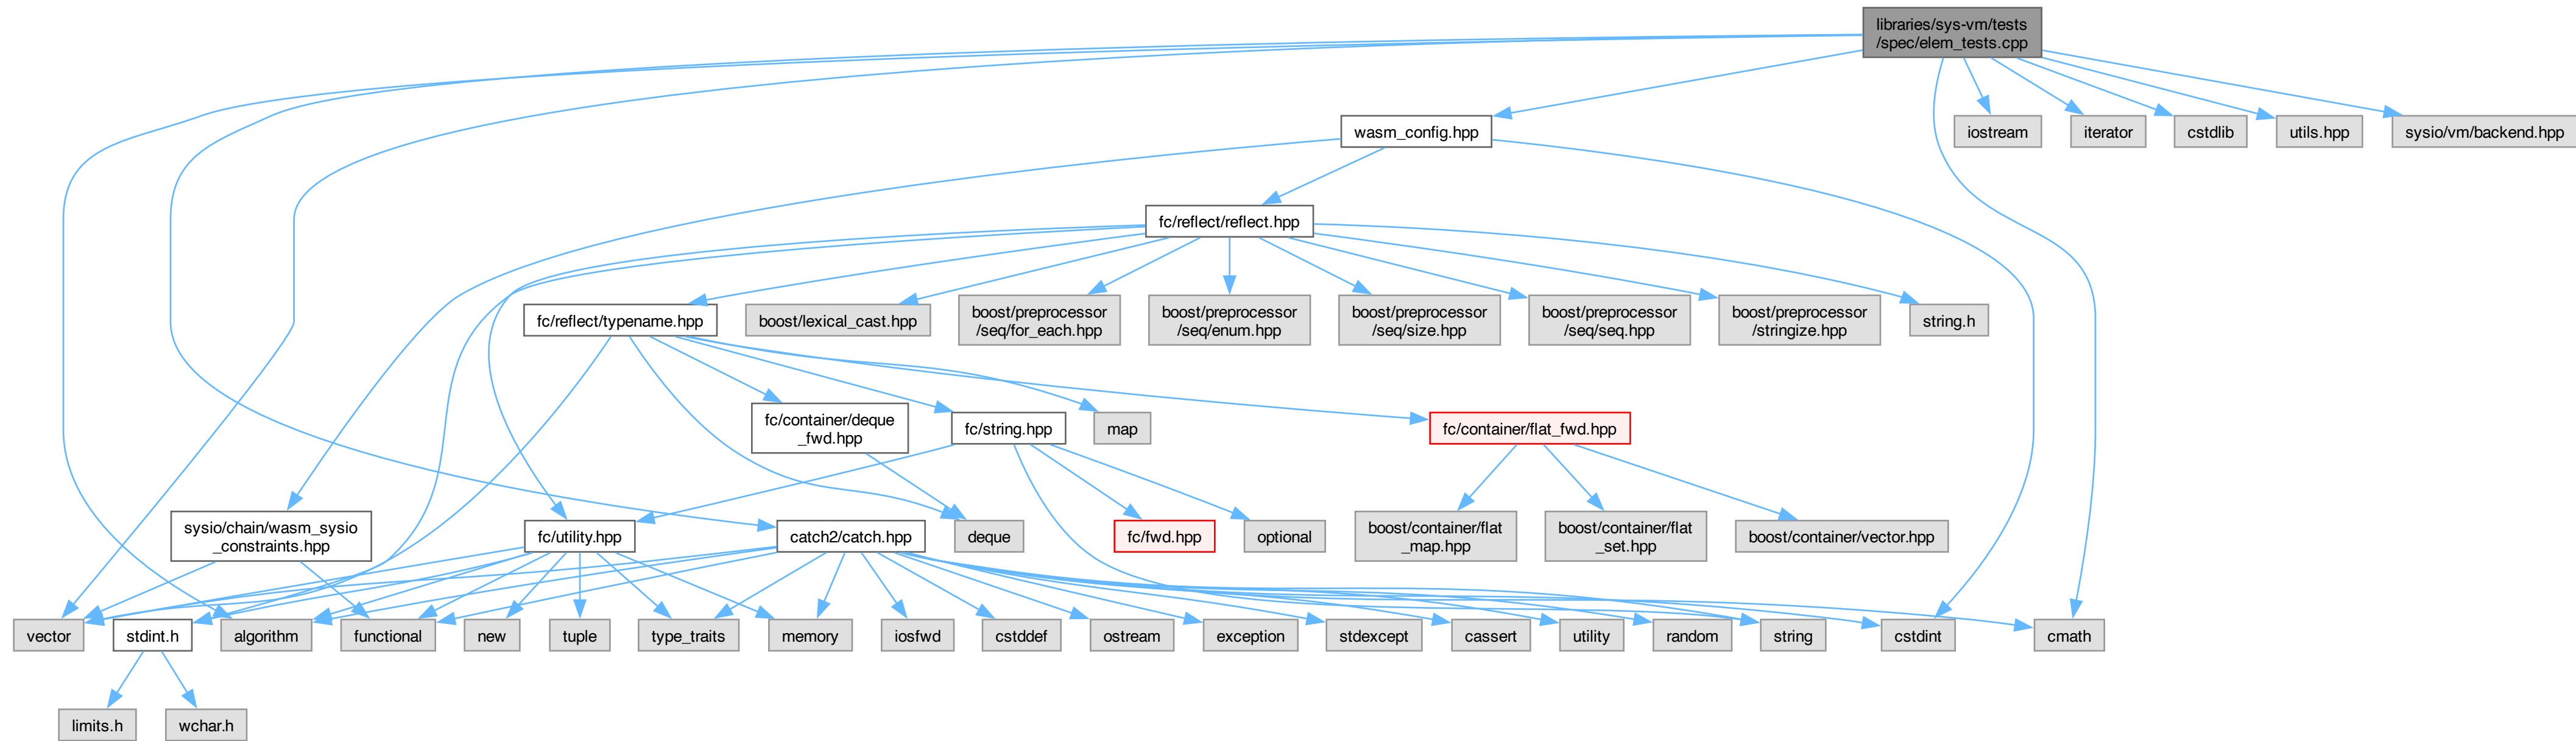 libraries/sys-vm/tests
/spec/elem_tests.cpp
wasm_config.hpp
iostream
iterator
cstdlib
utils.hpp
sysio/vm/backend.hpp
fc/reflect/reflect.hpp
fc/reflect/typename.hpp
boost/lexical_cast.hpp
boost/preprocessor
/seq/for_each.hpp
boost/preprocessor
/seq/enum.hpp
boost/preprocessor
/seq/size.hpp
boost/preprocessor
/seq/seq.hpp
boost/preprocessor
/stringize.hpp
string.h
fc/container/deque
_fwd.hpp
fc/string.hpp
map
fc/container/flat_fwd.hpp
sysio/chain/wasm_sysio
_constraints.hpp
fc/utility.hpp
catch2/catch.hpp
deque
fc/fwd.hpp
optional
boost/container/flat
_map.hpp
boost/container/flat
_set.hpp
boost/container/vector.hpp
vector
stdint.h
algorithm
functional
new
tuple
type_traits
memory
iosfwd
cstddef
ostream
exception
stdexcept
cassert
utility
random
string
cstdint
cmath
limits.h
wchar.h